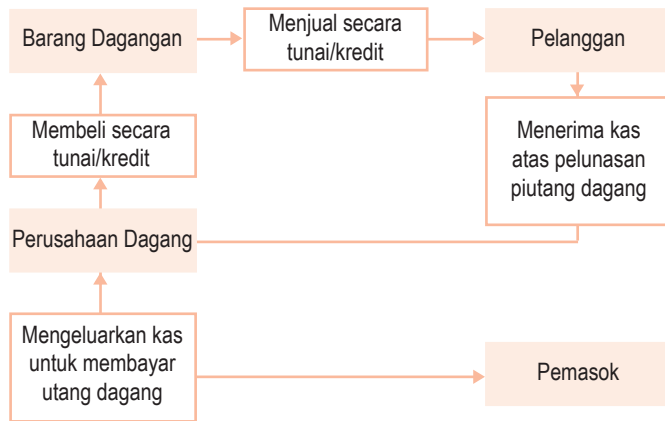 Barang Dagangan
Menjual secara
tunai/kredit
Pelanggan
Membeli secara
tunai/kredit
Menerima kas
atas pelunasan
piutang dagang
Perusahaan Dagang
Mengeluarkan kas
untuk membayar
utang dagang
Pemasok